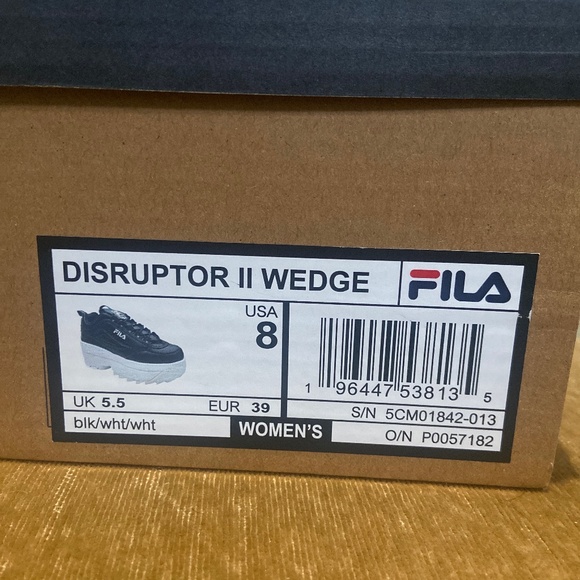 DISRUPTOR II WEDGE
FILA
USA
8
FILA
UK 5.5
EUR 39
blk/wht/wht
WOMEN'S
1 96447 53813 5
S/N 5CM01842-013
O/N P0057182